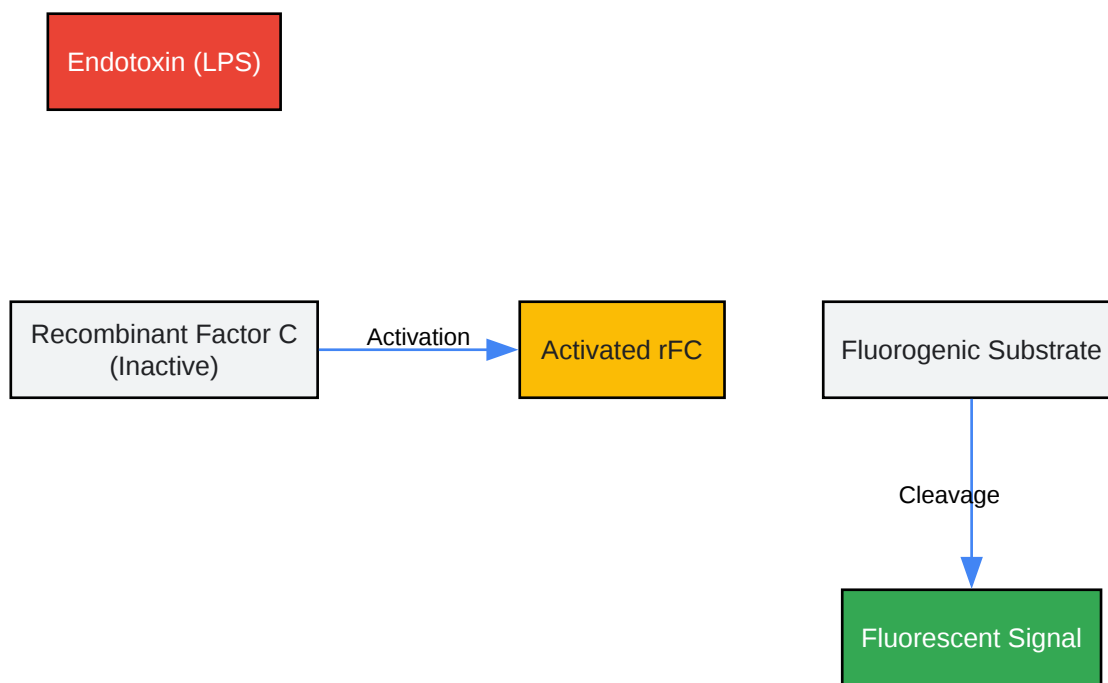 Endotoxin (LPS)
Recombinant Factor C
(Inactive)
Activation
Activated rFC
Fluorogenic Substrate
Cleavage
Fluorescent Signal